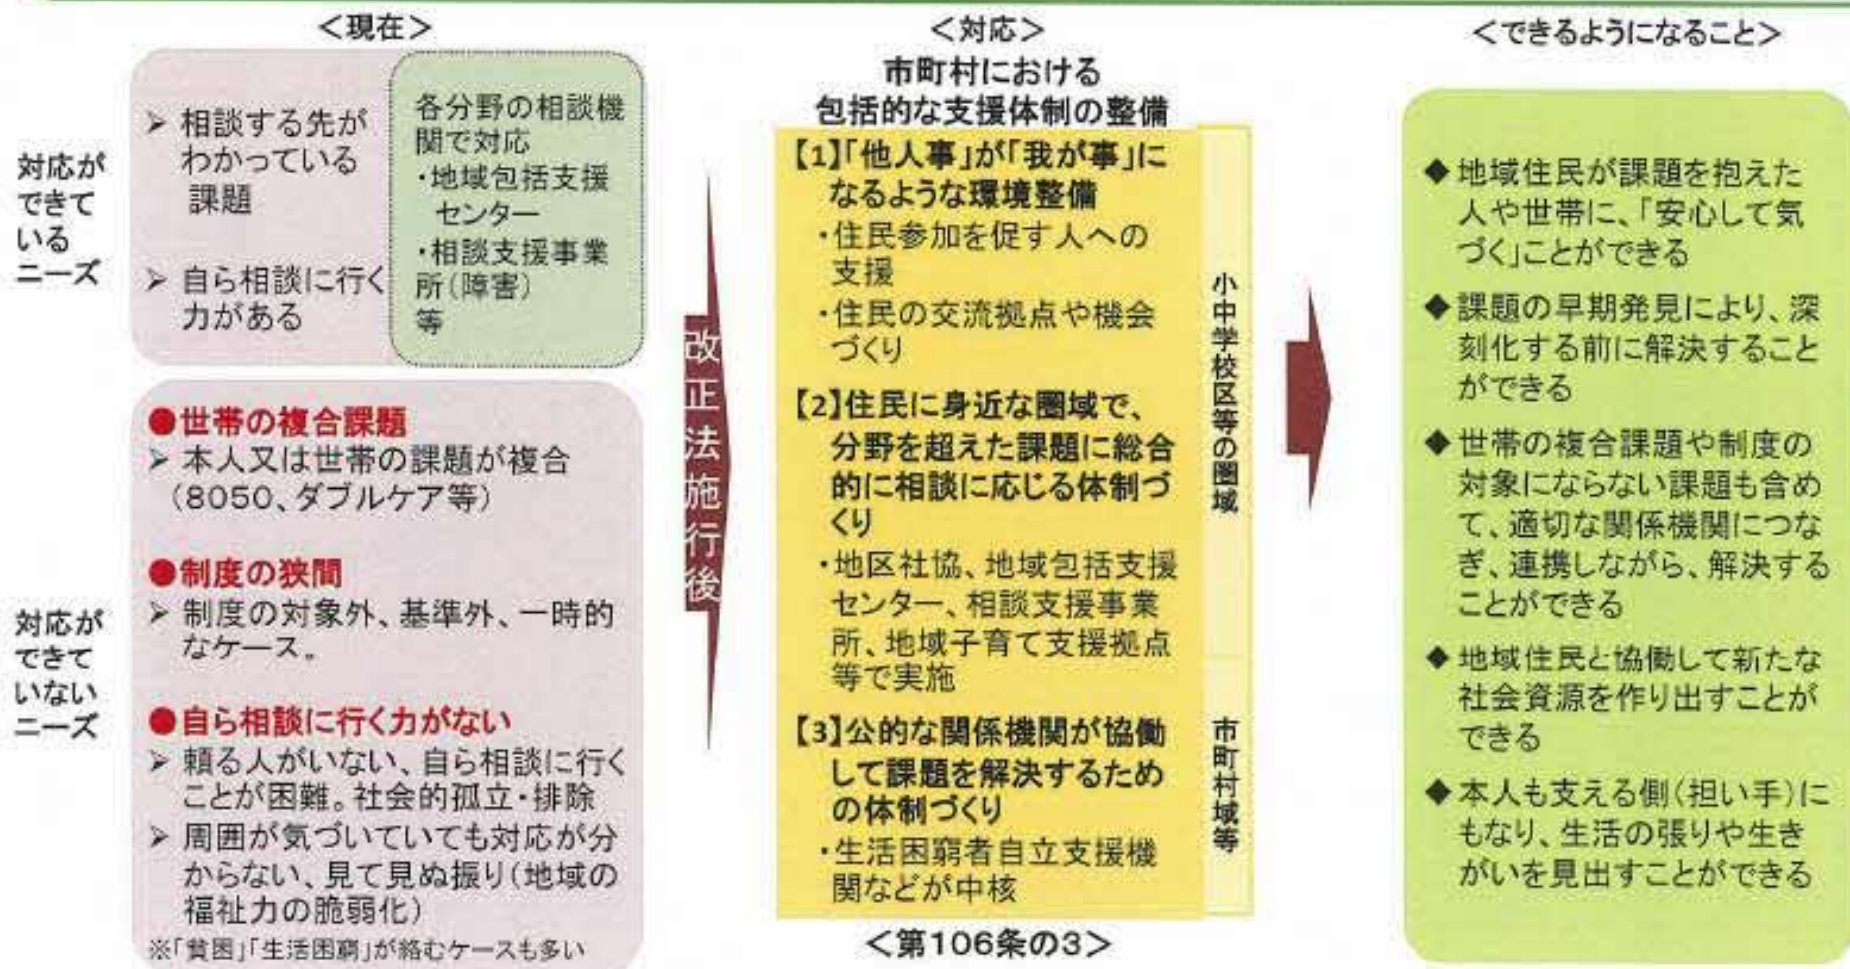 ＜現在＞
対応が
できて
いる
ニーズ
➢ 相談する先が
わかっている
課題
➢ 自ら相談に行く
力がある
各分野の相談機
関で対応
・地域包括支援
センター
・相談支援事業
所（障害）
等
対応が
できて
いない
ニーズ
●世帯の複合課題
➢ 本人又は世帯の課題が複合
（8050、ダブルケア等）
●制度の狭間
➢ 制度の対象外、基準外、一時的
なケース。
●自ら相談に行く力がない
➢ 頼る人がいない、自ら相談に行く
ことが困難。社会的孤立・排除
➢ 周囲が気づいていても対応が分
からない、見て見ぬ振り（地域の
福祉力の脆弱化）
※「貧困」「生活困窮」が絡むケースも多い
改正法施行後
＜対応＞
市町村における
包括的な支援体制の整備
【1】「他人事」が「我が事」に
なるような環境整備
・住民参加を促す人への
支援
・住民の交流拠点や機会
づくり
【2】住民に身近な圏域で、
分野を超えた課題に総合
的に相談に応じる体制づ
くり
・地区社協、地域包括支援
センター、相談支援事業
所、地域子育て支援拠点
等で実施
【3】公的な関係機関が協働
して課題を解決するため
の体制づくり
・生活困窮者自立支援機
関などが中核
小中学校区等の圏域
市町村域等
＜第106条の3＞
＜できるようになること＞
◆地域住民が課題を抱えた
人や世帯に、「安心して気
づく」ことができる
◆課題の早期発見により、深
刻化する前に解決すること
ができる
◆世帯の複合課題や制度の
対象にならない課題も含め
て、適切な関係機関につな
ぎ、連携しながら、解決する
ことができる
◆地域住民と協働して新たな
社会資源を作り出すことが
できる
◆本人も支える側（担い手）に
もなり、生活の張りや生き
がいを見出すことができる